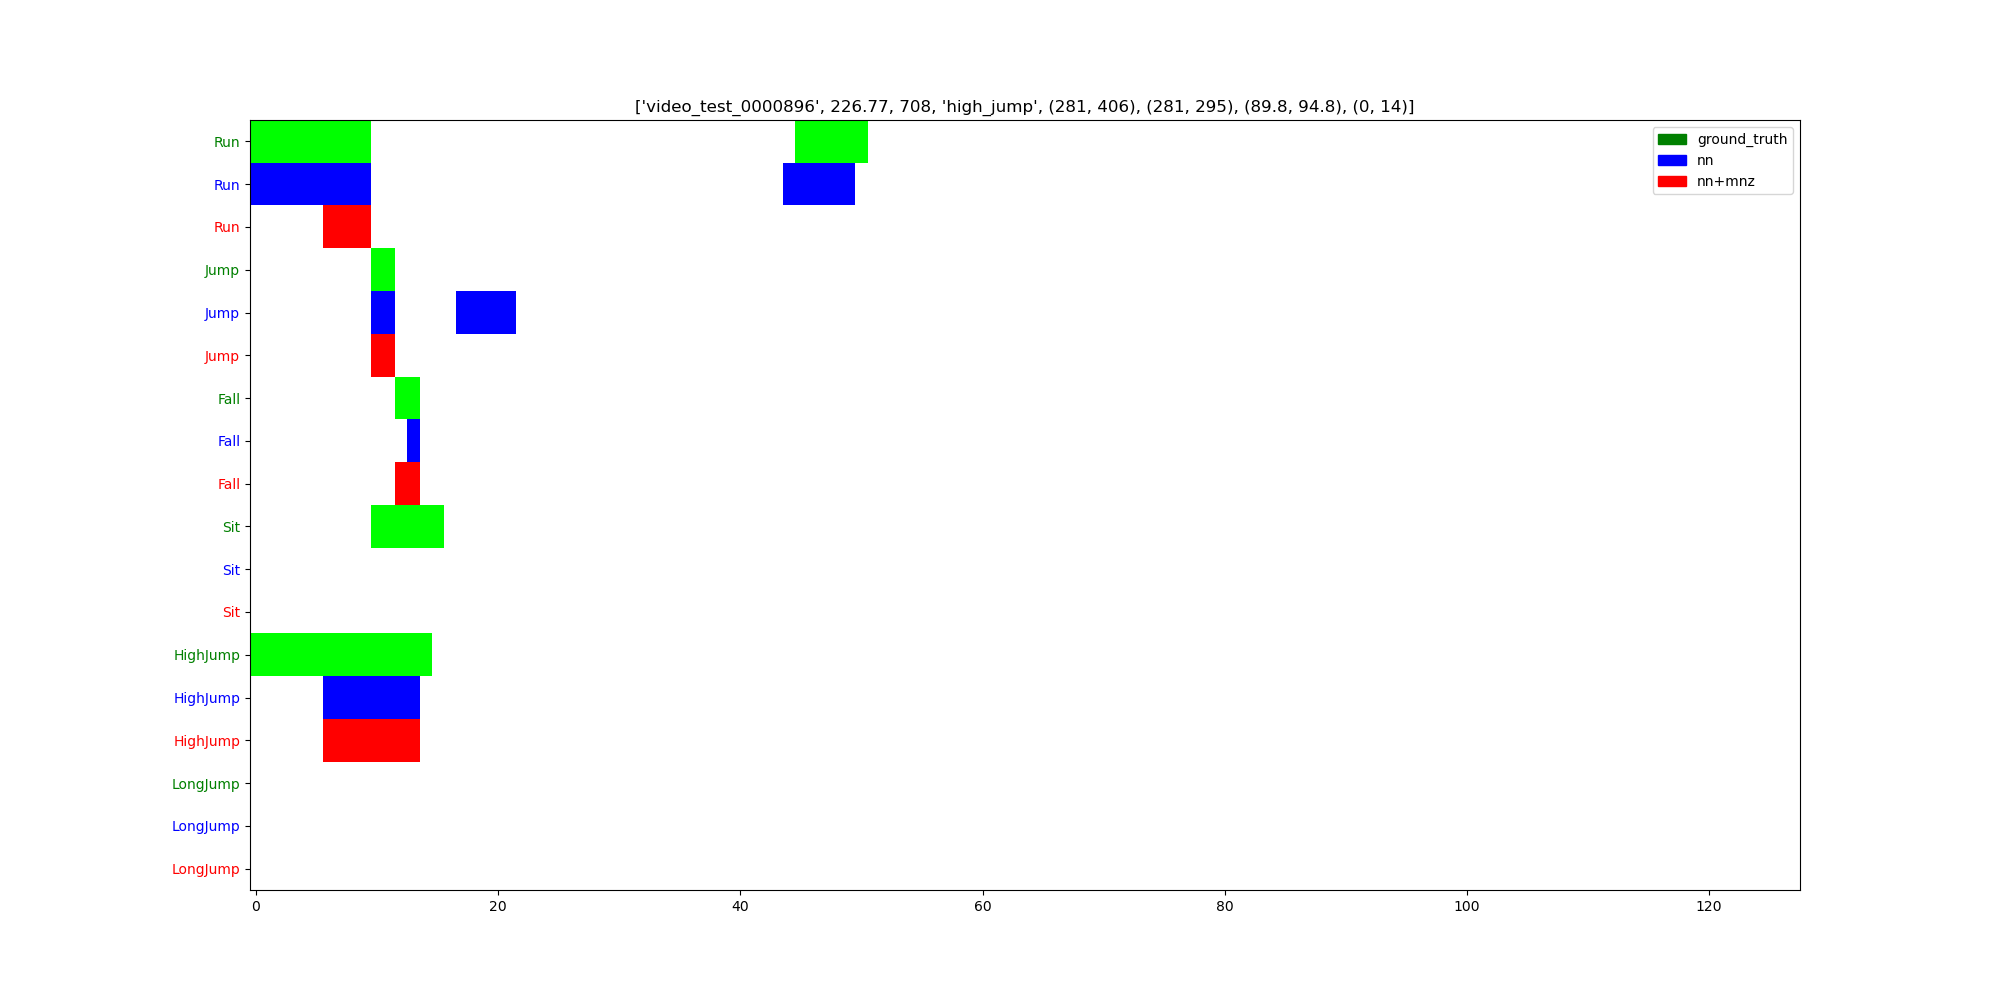 ['video_test_0000896', 226.77, 708, 'high_jump', (281, 406), (281, 295), (89.8, 94.8), (0, 14)]
ground_truth
nn
nn+mnz
Run
Run
Run
Jump
Jump
Jump
Fall
Fall
Fall
Sit
Sit
Sit
HighJump
HighJump
HighJump
LongJump
LongJump
LongJump
0 20 40 60 80 100 120